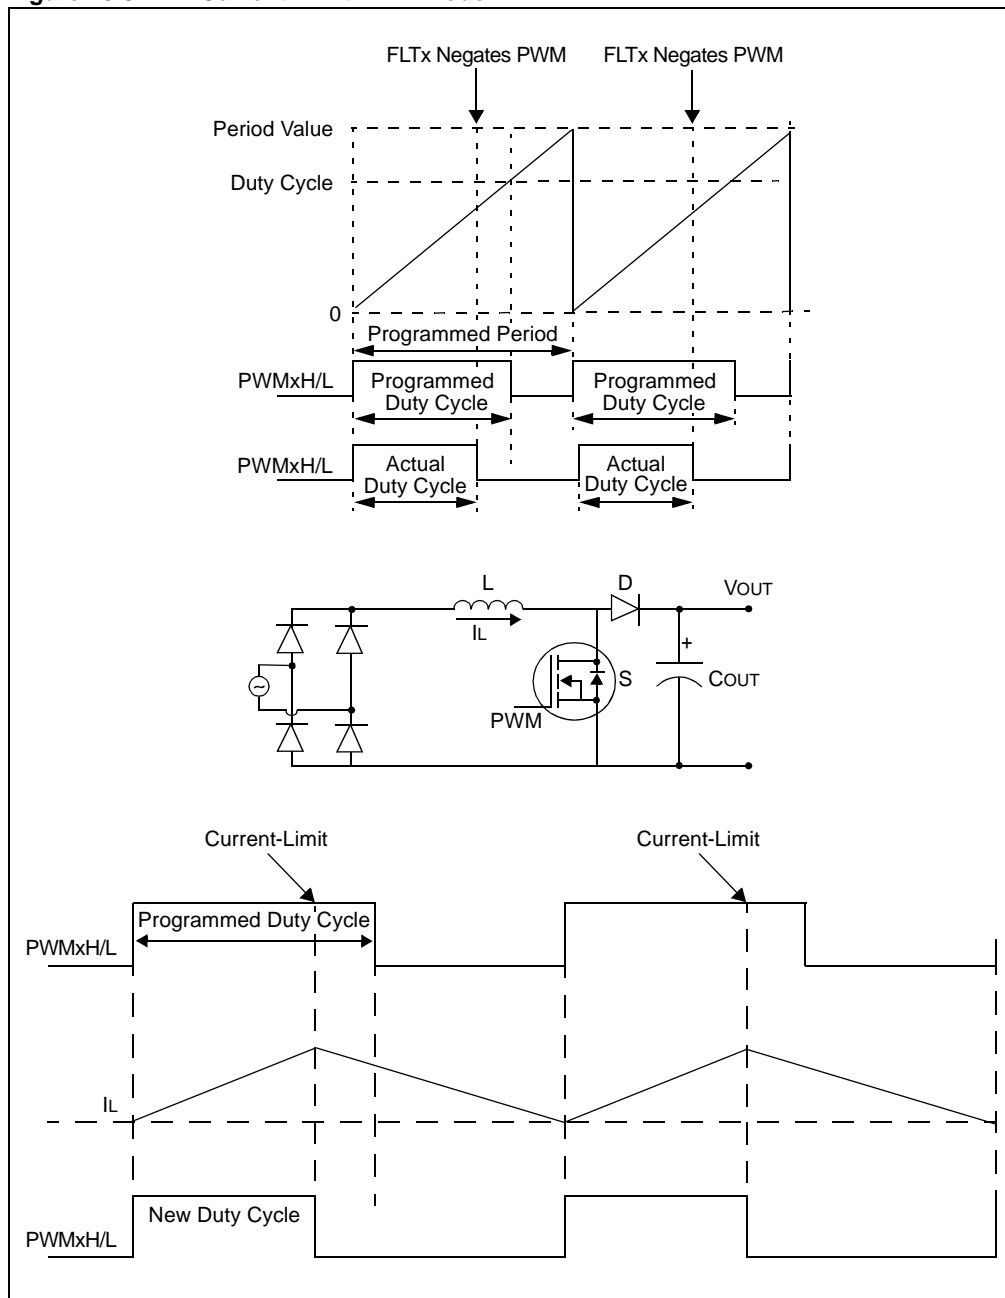 FLTx Negates PWM
FLTx Negates PWM
Period Value
Duty Cycle
0
Programmed Period
PWMxH/L
Programmed
Duty Cycle
Programmed
Duty Cycle
PWMxH/L
Actual
Duty Cycle
Actual
Duty Cycle
L
D
VOUT
IL
+
S
COUT
~
PWM
Current-Limit
Current-Limit
Programmed Duty Cycle
PWMxH/L
IL
New Duty Cycle
PWMxH/L